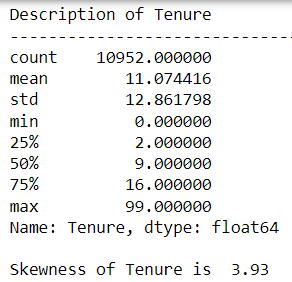 Description of Tenure
------------------------------
count    10952.000000
mean        11.074416
std         12.861798
min          0.000000
25%          2.000000
50%          9.000000
75%         16.000000
max         99.000000
Name: Tenure, dtype: float64
Skewness of Tenure is  3.93